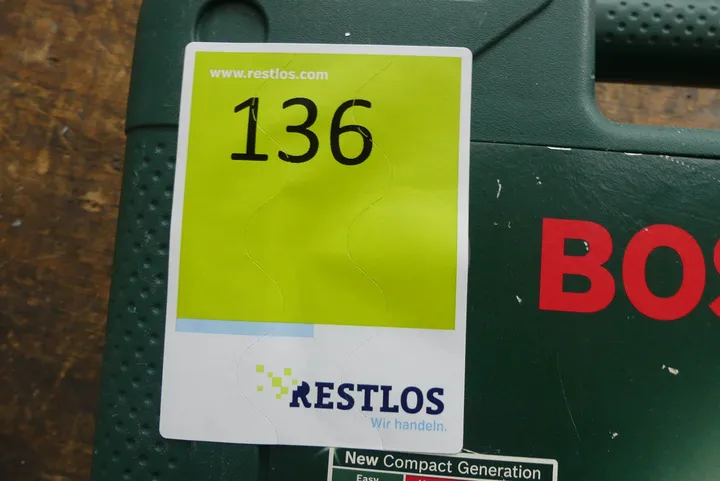 www.restlos.com
136
BOS
RESTLOS
Wir handeln.
New Compact Generation
Easy